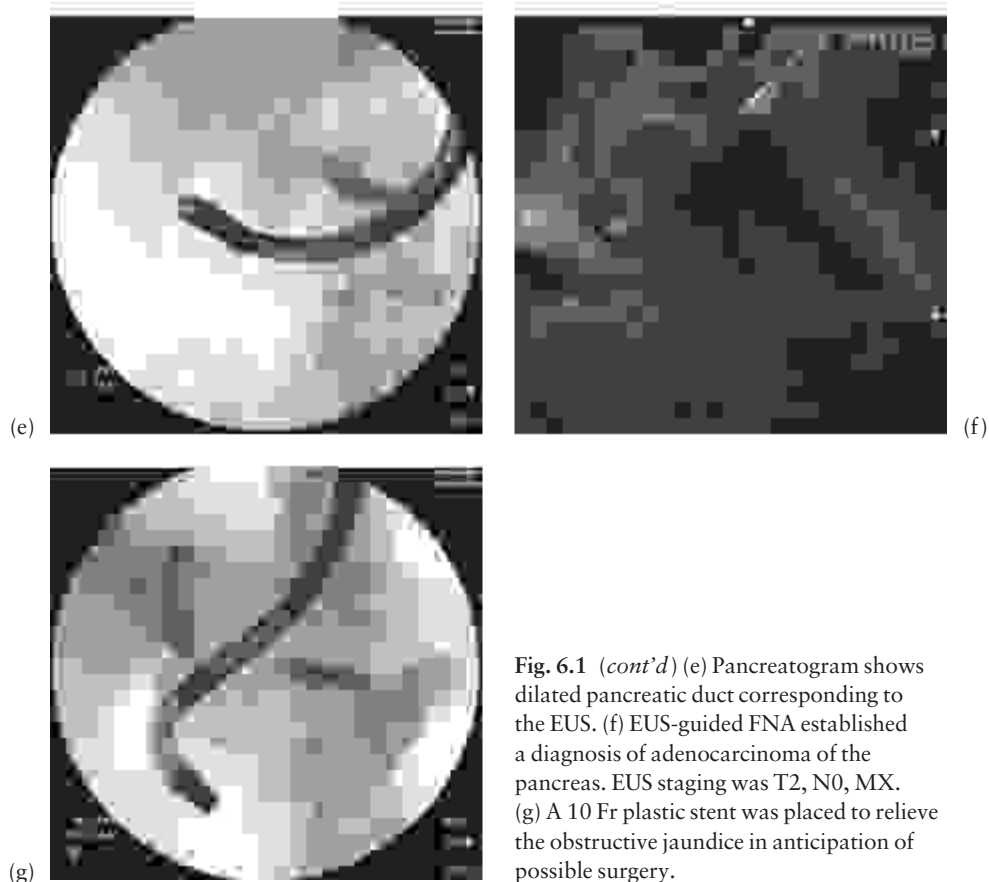 (e)
(f)
(g)
Fig. 6.1 (cont'd) (e) Pancreatogram shows
dilated pancreatic duct corresponding to
the EUS. (f) EUS-guided FNA established
a diagnosis of adenocarcinoma of the
pancreas. EUS staging was T2, N0, MX.
(g) A 10 Fr plastic stent was placed to relieve
the obstructive jaundice in anticipation of
possible surgery.